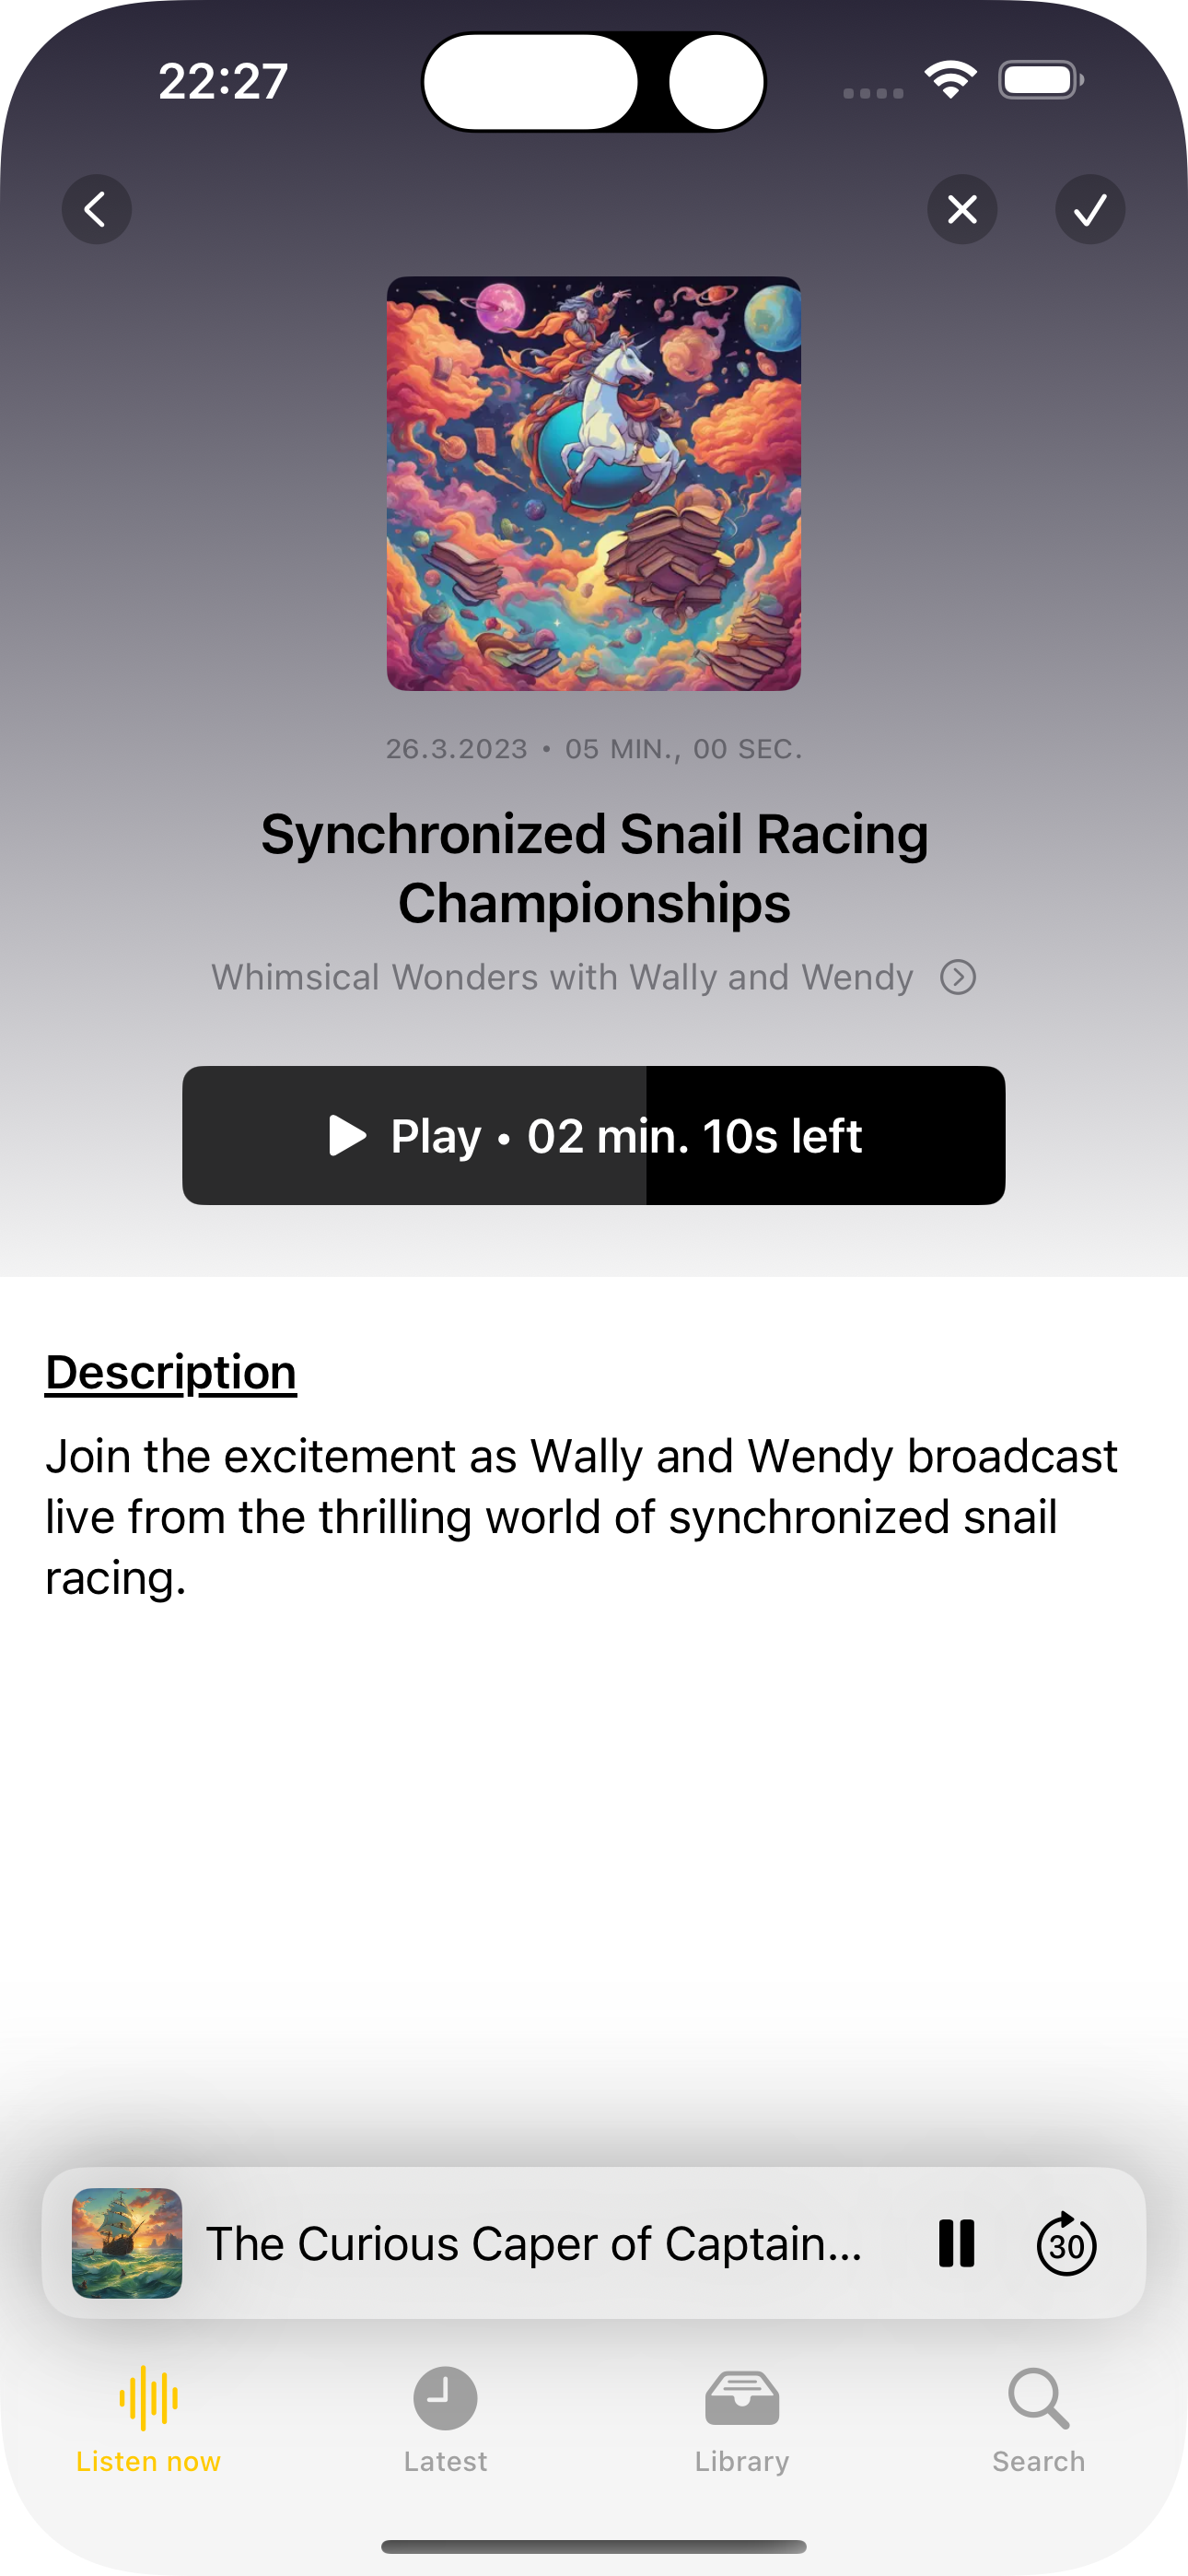 22:27
26.3.2023 • 05 MIN., 00 SEC.
Synchronized Snail Racing
Championships
Whimsical Wonders with Wally and Wendy
Play • 02 min. 10s left
Description
Join the excitement as Wally and Wendy broadcast
live from the thrilling world of synchronized snail
racing.
The Curious Caper of Captain...
30
Listen now
Latest
Library
Search